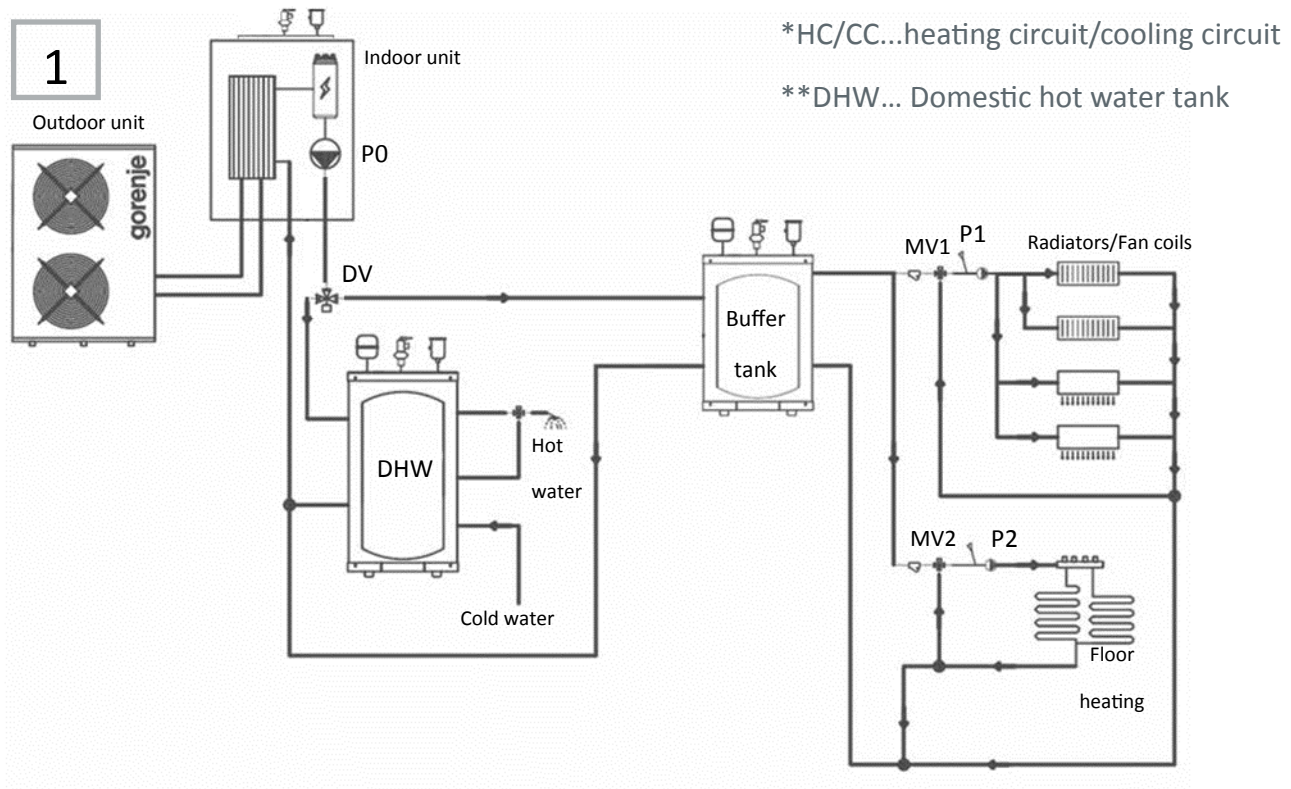 1
*HC/CC...heating circuit/cooling circuit
**DHW... Domestic hot water tank
Indoor unit
Outdoor unit
gorenje
P0
DV
MV1
P1
Radiators/Fan coils
Buffer
tank
DHW
Hot
water
Cold water
MV2
P2
Floor
heating